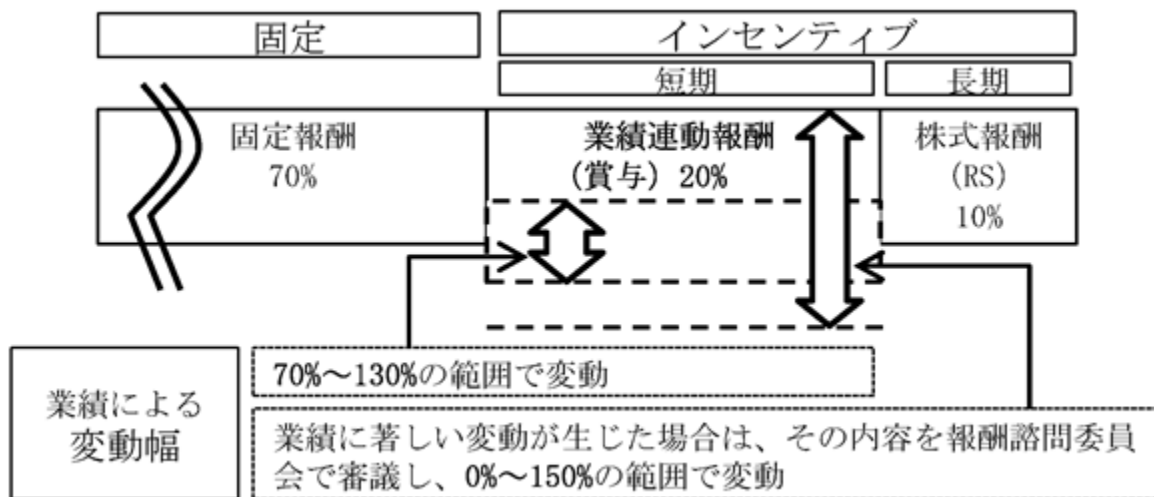 固定
インセンティブ
短期
長期
固定報酬
70%
業績連動報酬
(賞与) 20%
株式報酬
(RS)
10%
業績による
変動幅
70%～130%の範囲で変動
業績に著しい変動が生じた場合は、その内容を報酬諮問委員
会で審議し、0%～150%の範囲で変動